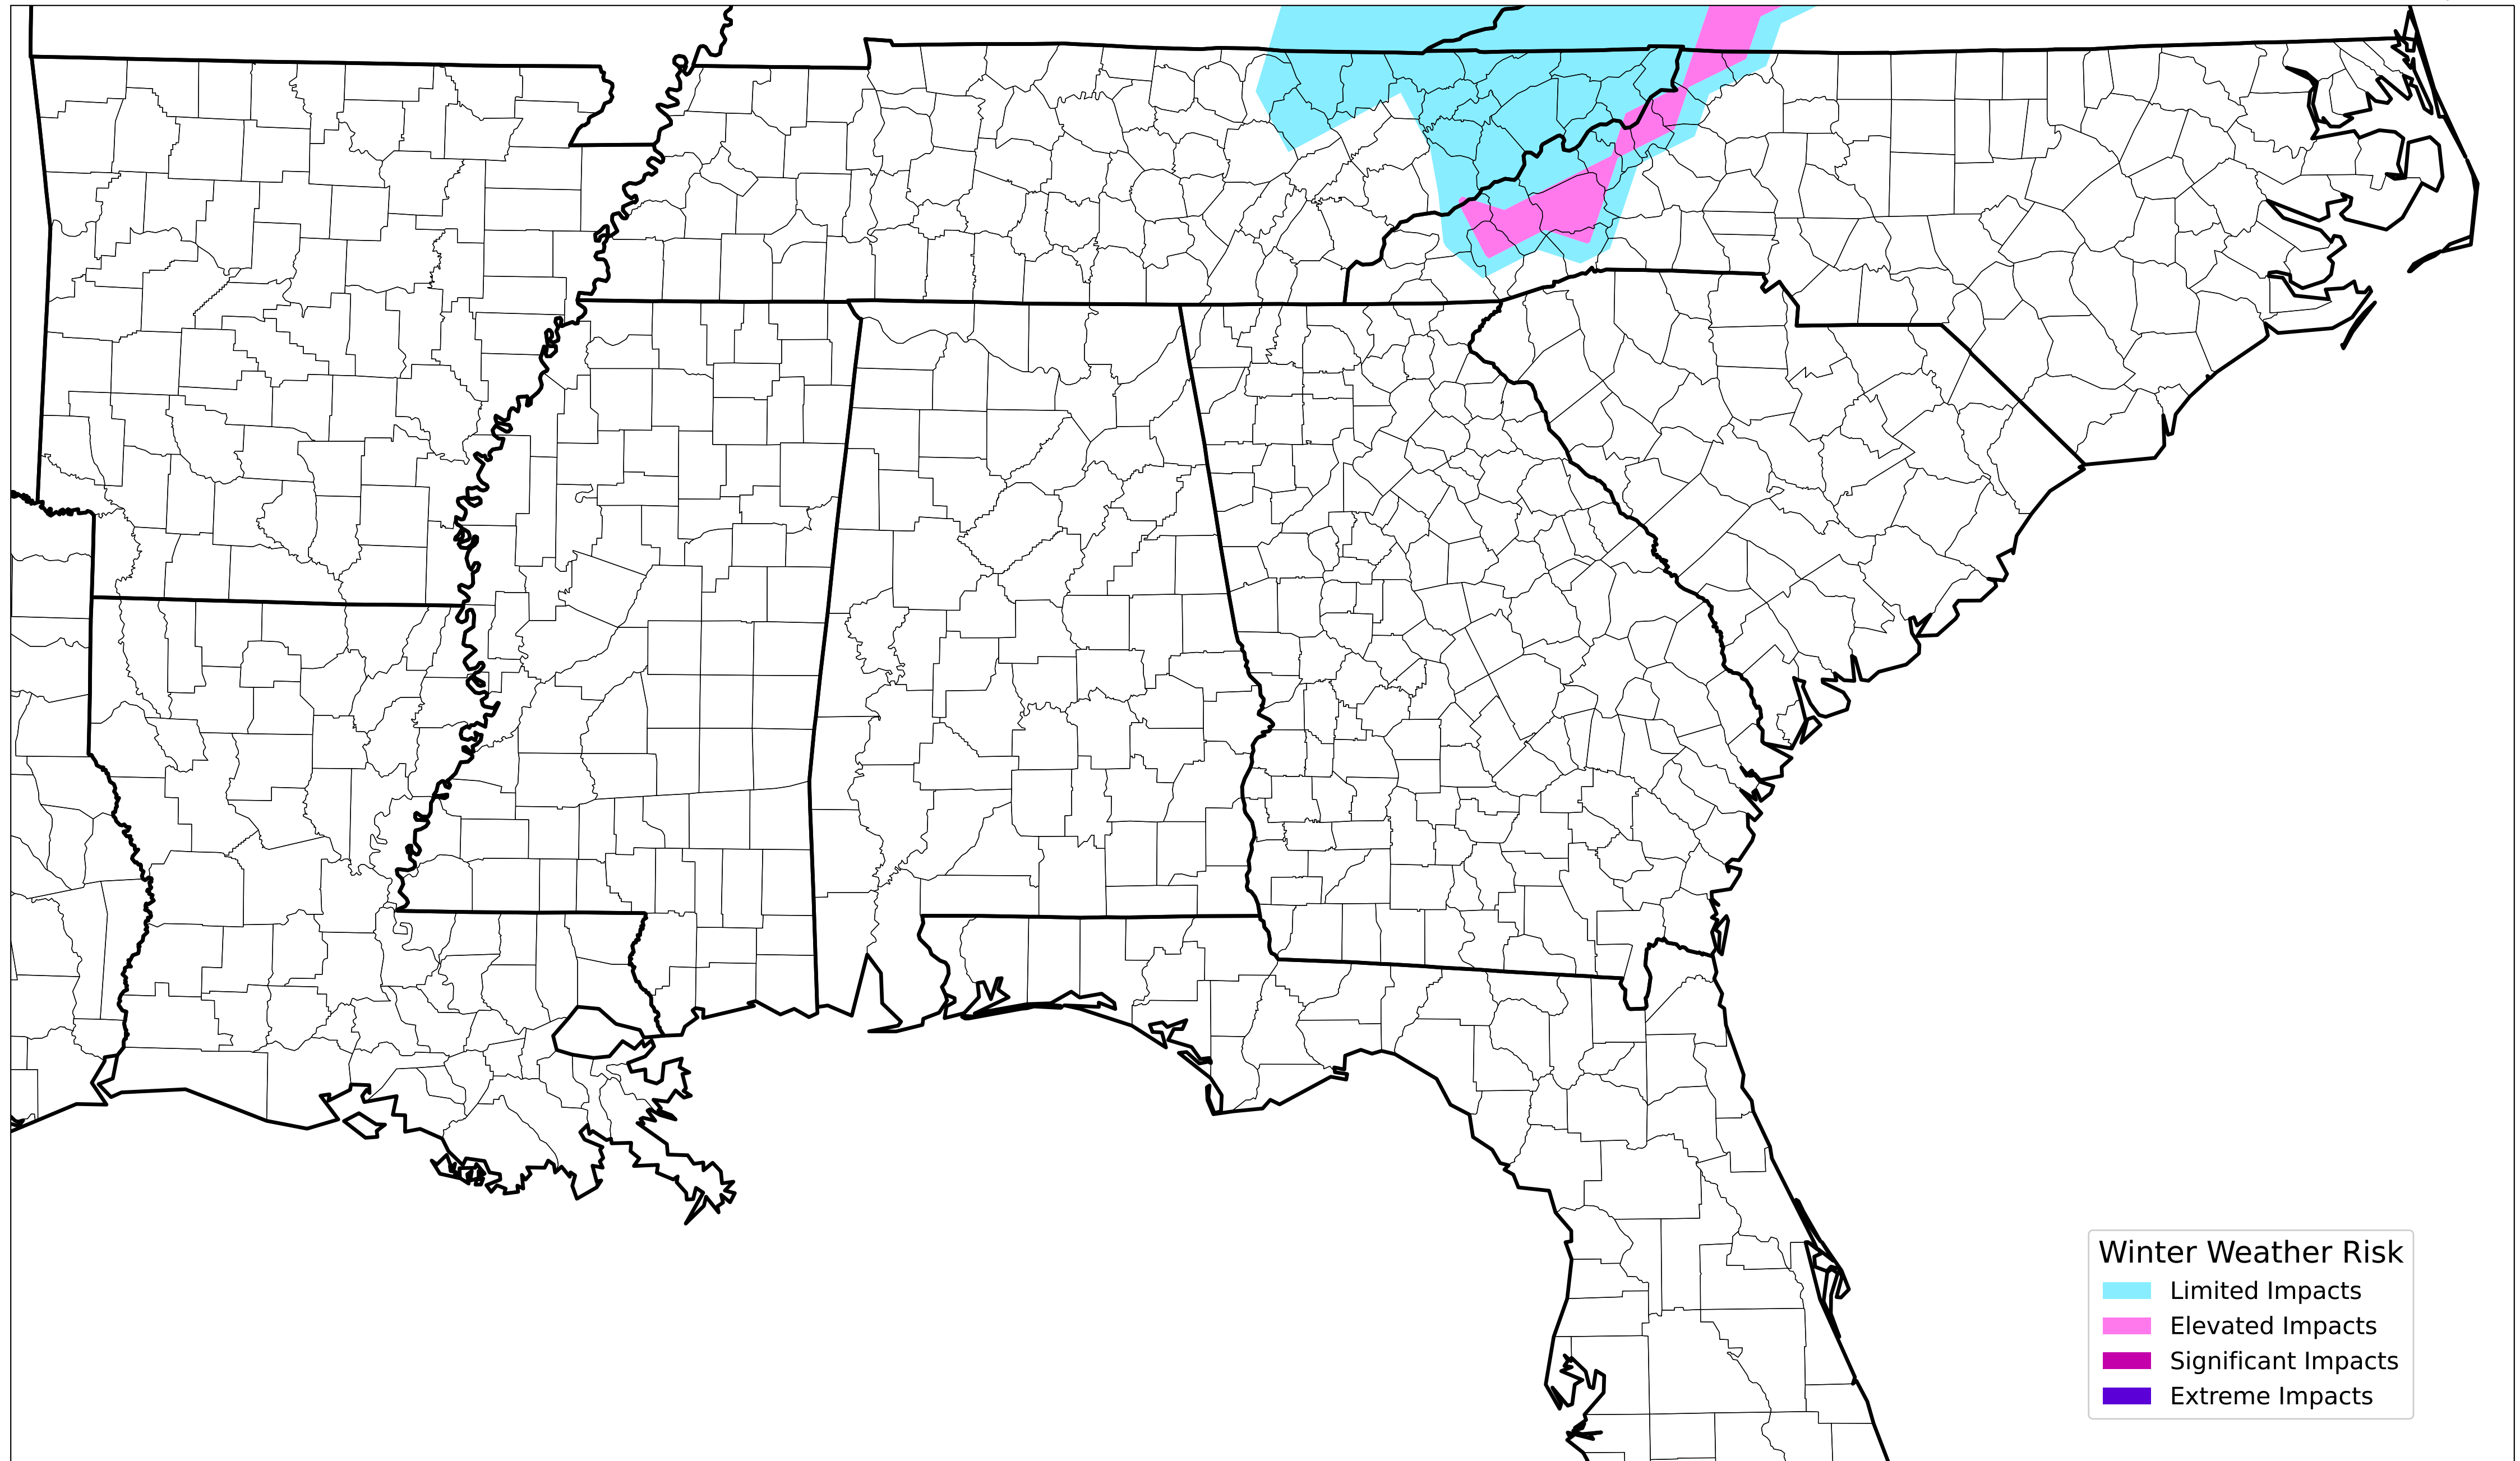 Winter Weather Risk
Limited Impacts
Elevated Impacts
Significant Impacts
Extreme Impacts